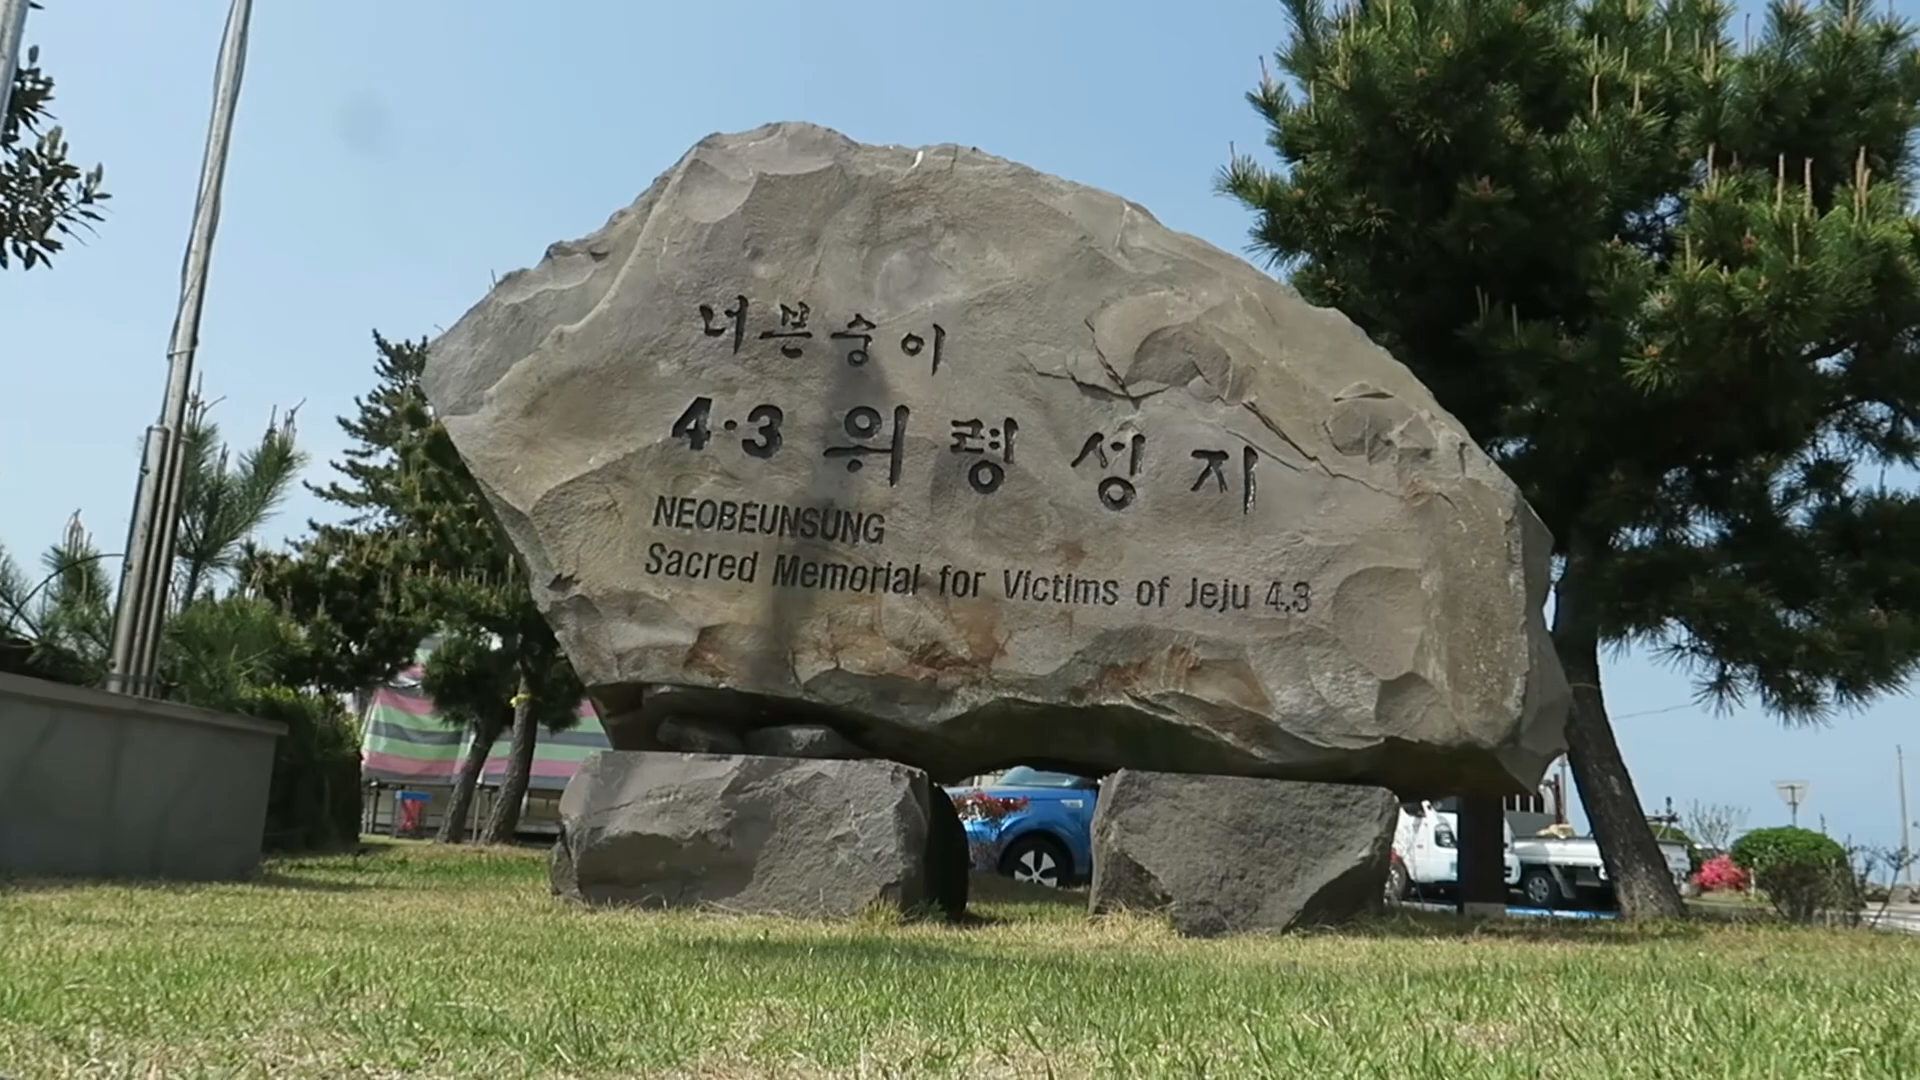 너븐숭이
4·3 위령성지
NEOBEUNSUNG
Sacred Memorial for Victims of Jeju 4.3